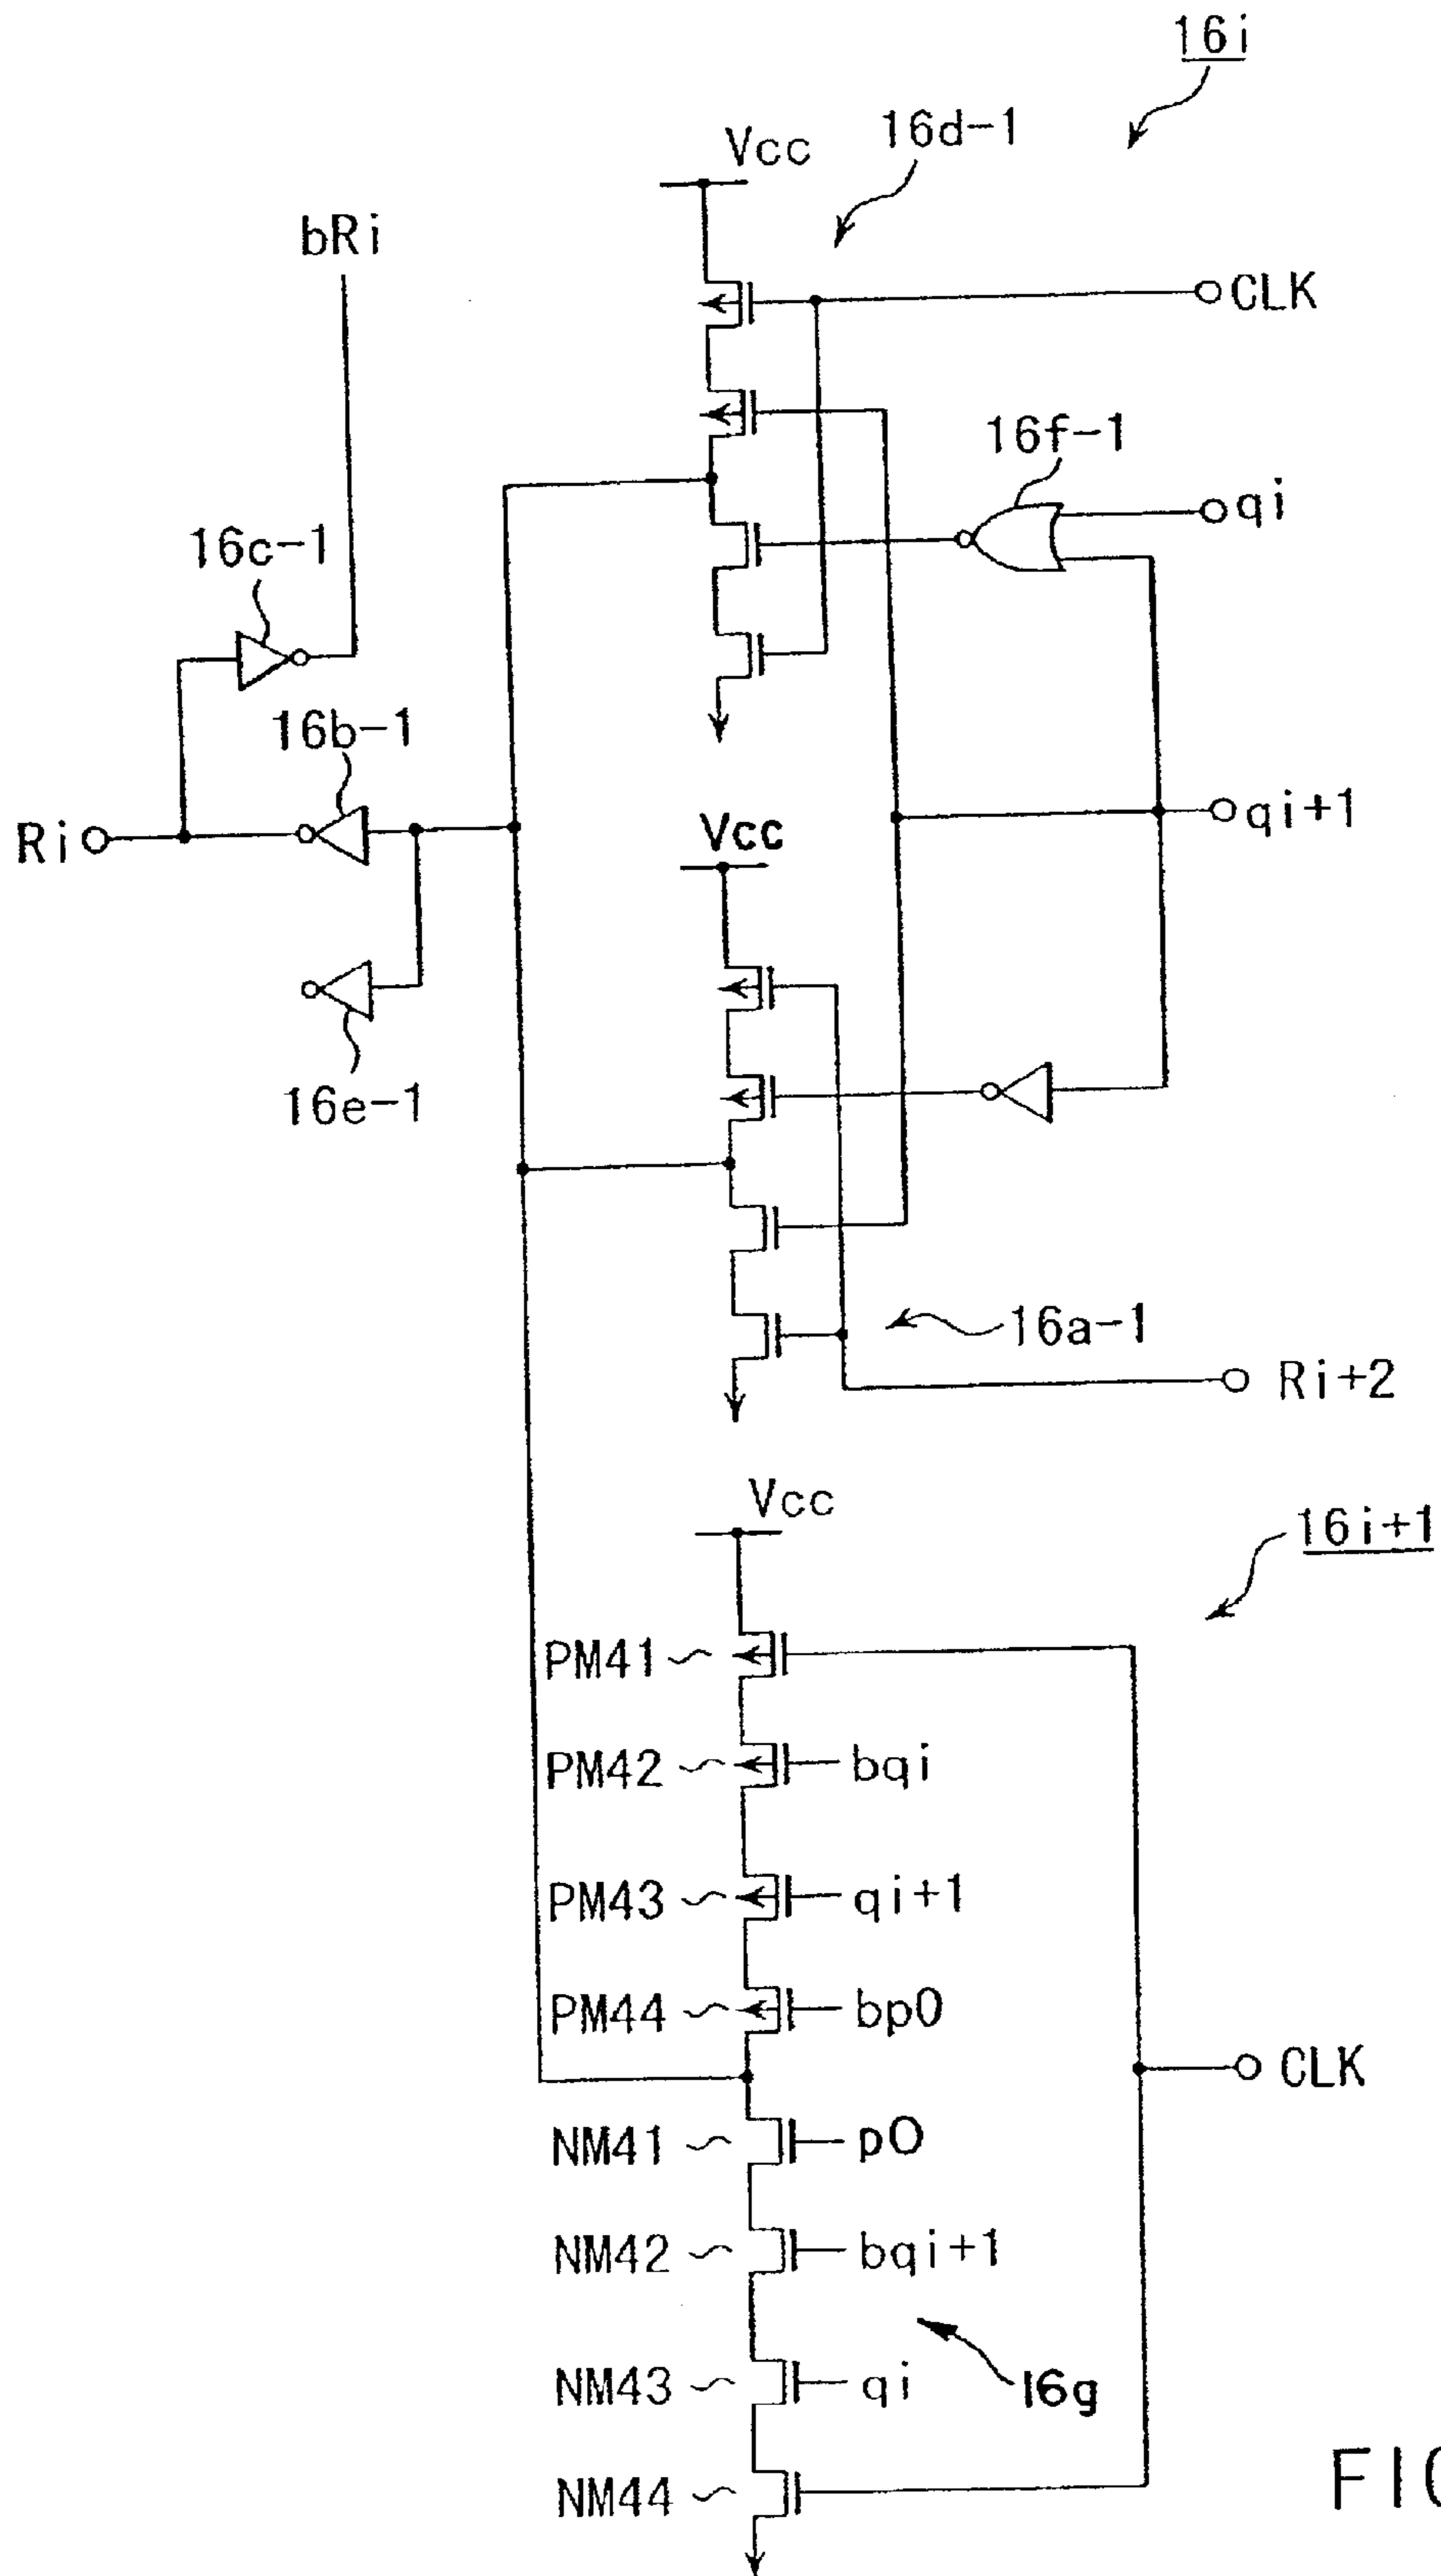 16i
16d-1
Vcc
bRi
CLK
16f-1
qi
16c-1
16b-1
Ri
qi+1
Vcc
16e-1
16a-1
Ri+2
Vcc
16i+1
PM41
PM42
bqi
PM43
qi+1
PM44
bp0
CLK
NM41
p0
NM42
bqi+1
NM43
qi
16g
NM44